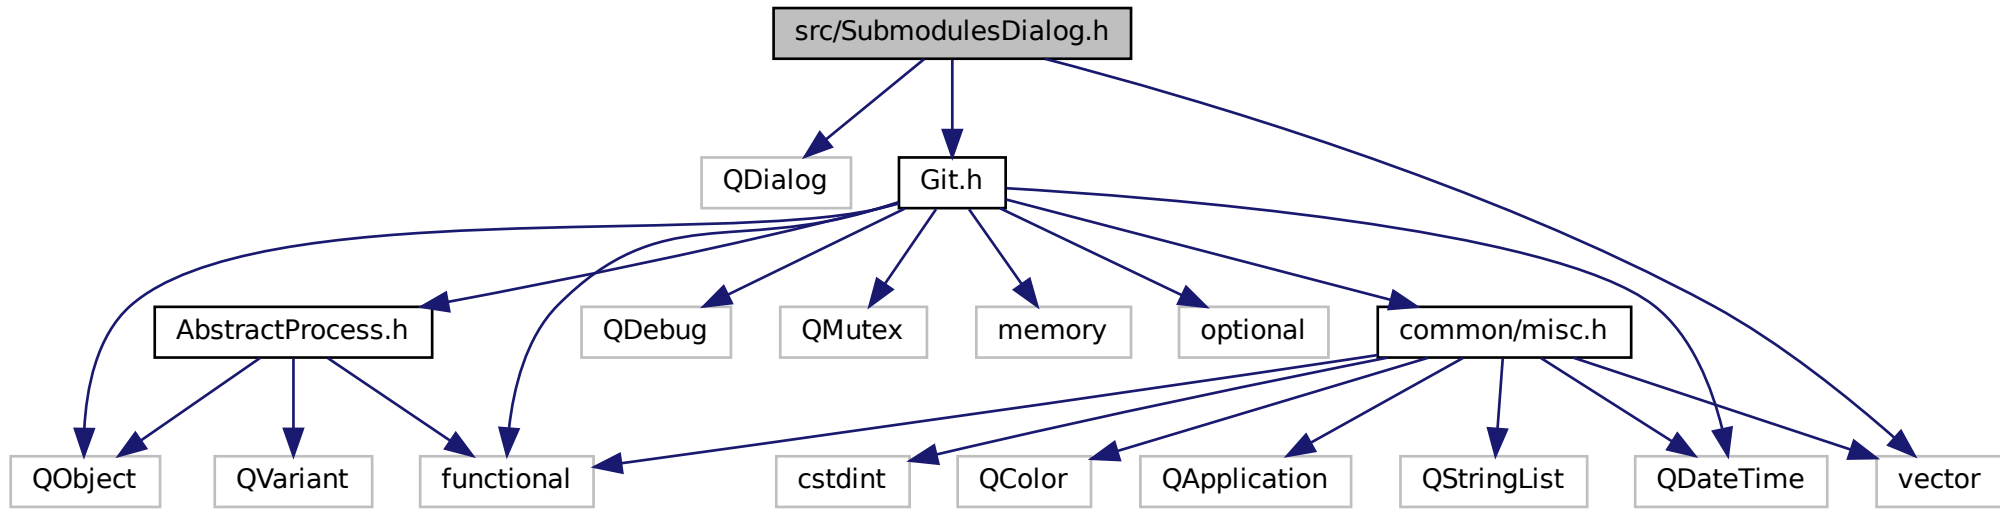 src/SubmodulesDialog.h
QDialog
Git.h
AbstractProcess.h
QDebug
QMutex
memory
optional
common/misc.h
QObject
QVariant
functional
cstdint
QColor
QApplication
QStringList
QDateTime
vector